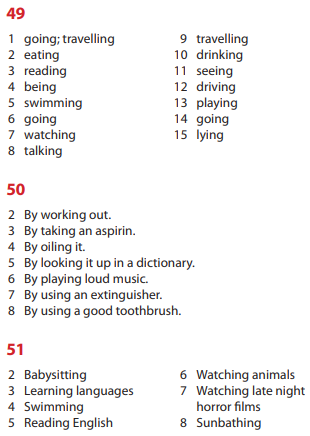 49
1 going; travelling
2 eating
3 reading
4 being
5 swimming
6 going
7 watching
8 talking
9 travelling
10 drinking
11 seeing
12 driving
13 playing
14 going
15 lying
50
2 By working out.
3 By taking an aspirin.
4 By oiling it.
5 By looking it up in a dictionary.
6 By playing loud music.
7 By using an extinguisher.
8 By using a good toothbrush.
51
2 Babysitting
3 Learning languages
4 Swimming
5 Reading English
6 Watching animals
7 Watching late night
horror films
8 Sunbathing